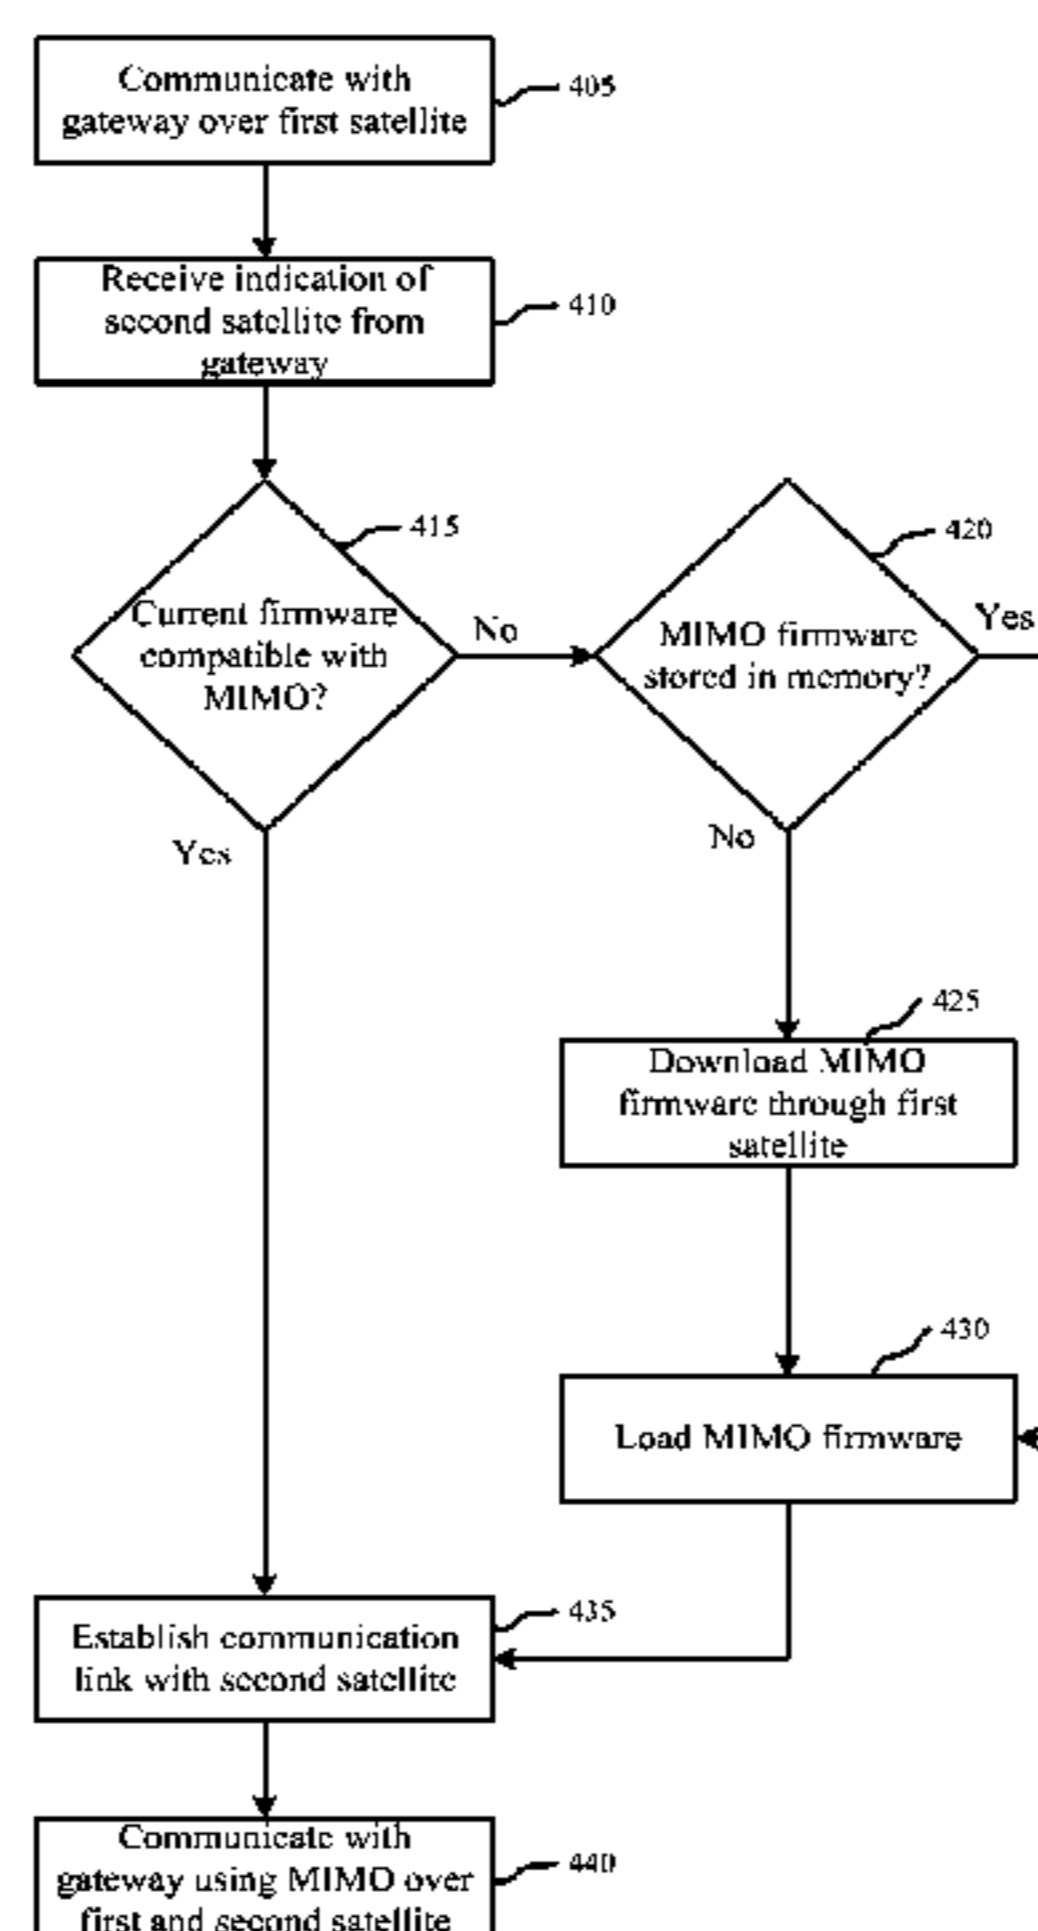 Communicate with
gateway over first satellite
405
Receive indication of
second satellite from
gateway
410
415
Current firmware
compatible with
MIMO?
No
Yes
420
MIMO firmware
stored in memory?
Yes
No
425
Download MIMO
firmware through first
satellite
430
Load MIMO firmware
435
Establish communication
link with second satellite
Communicate with
gateway using MIMO over
first and second satellite
440